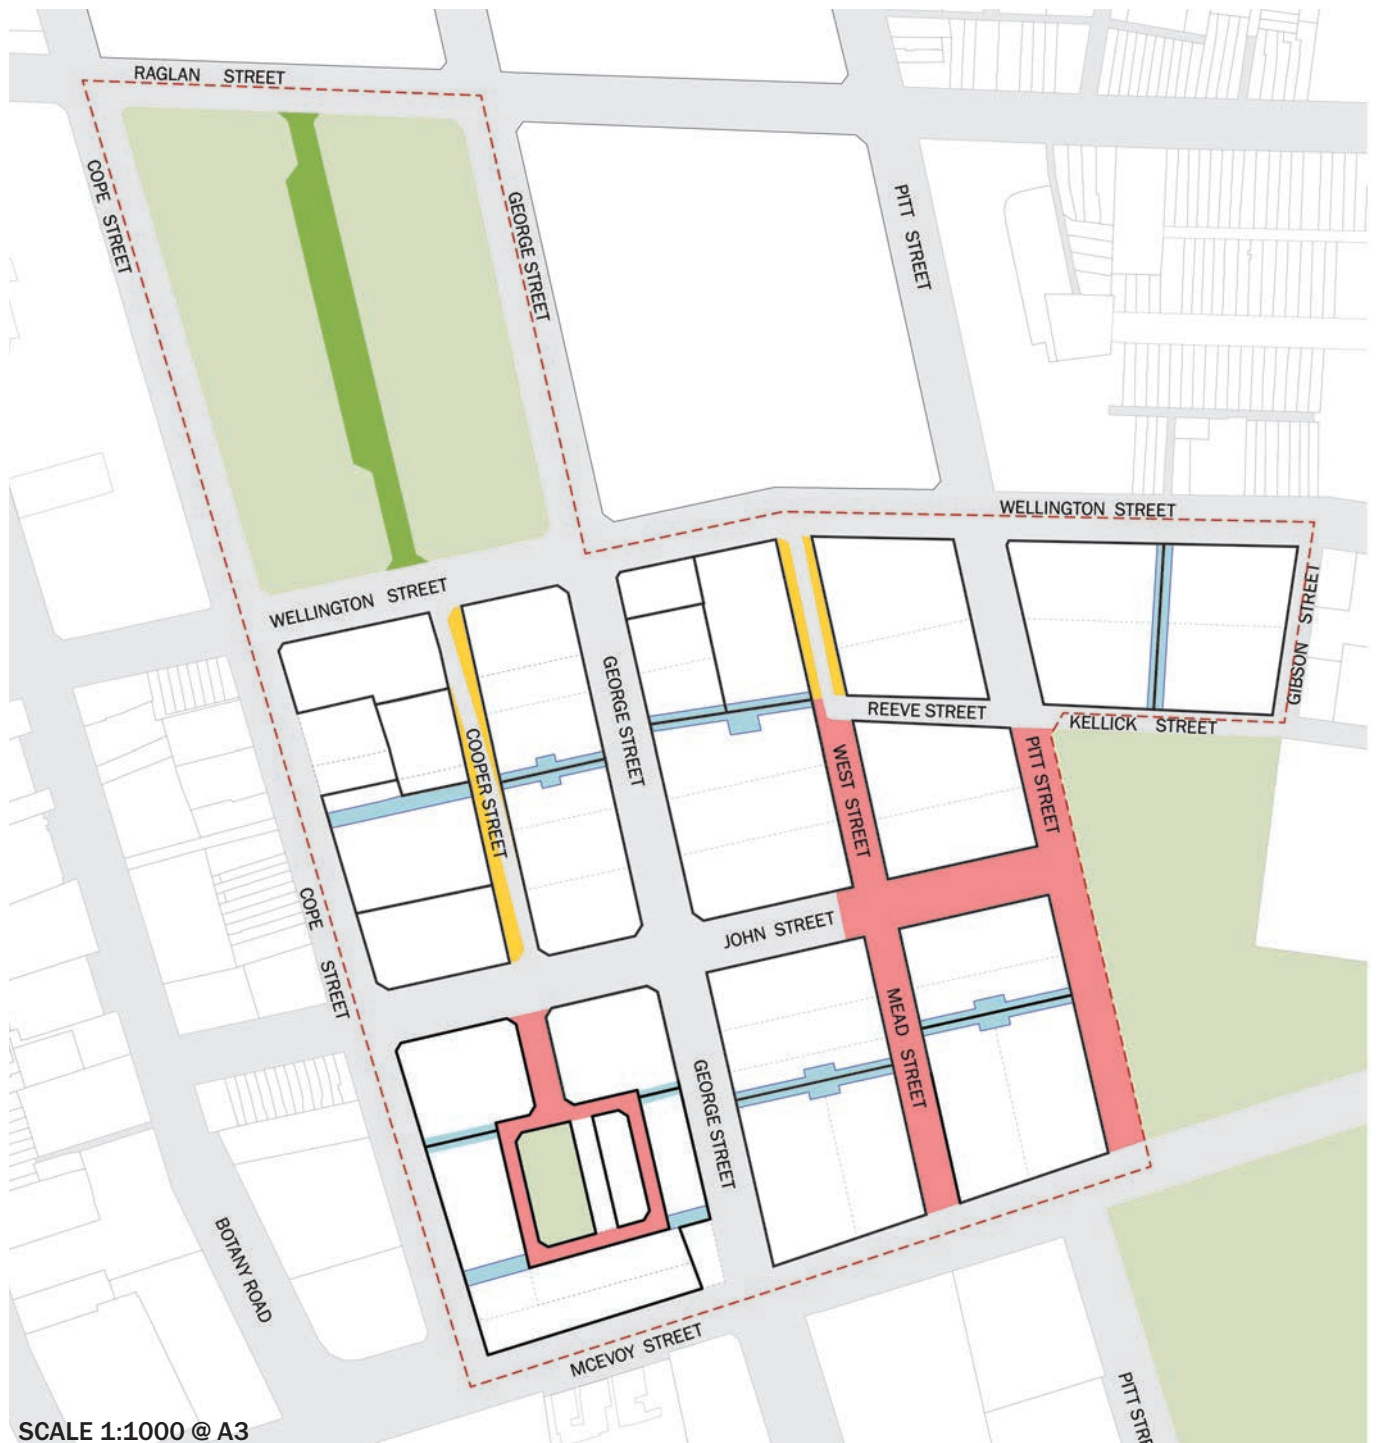 RAGLAN STREET
COPE STREET
GEORGE STREET
PITT STREET
WELLINGTON STREET
WELLINGTON STREET
GIBSON STREET
GEORGE STREET
REEVE STREET
KELLICK STREET
COOPER STREET
WEST STREET
PITT STREET
COPE STREET
JOHN STREET
MEAD STREET
GEORGE STREET
BOTANY ROAD
MCEVOY STREET
PITT STRE
SCALE 1:1000 @ A3